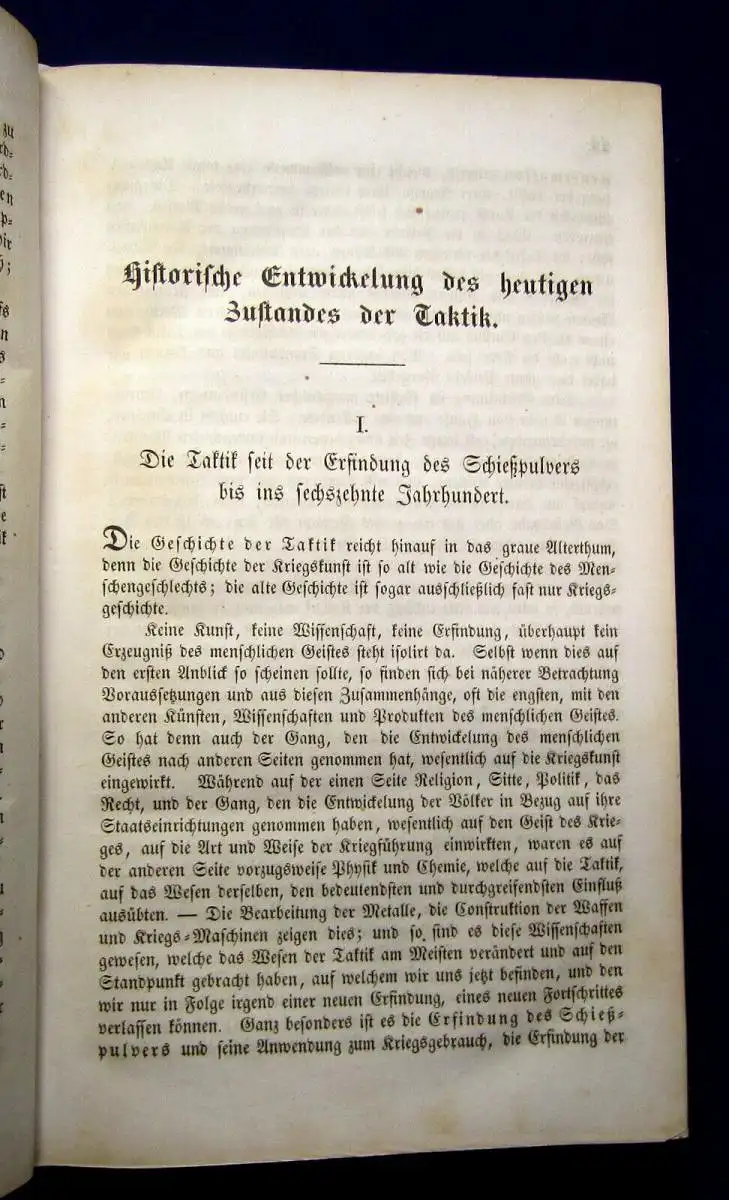 Historische Entwickelung des heutigen
Zustandes der Taktik.
I.
Die Taktik seit der Erfindung des Schießpulvers
bis ins sechszehnte Jahrhundert.
Die Geschichte der Taktik reicht hinauf in das graue Alterthum,
denn die Geschichte der Kriegskunst ist so alt wie die Geschichte des Men-
schengeschlechts; die alte Geschichte ist sogar ausschließlich fast nur Kriegs-
geschichte.
Keine Kunst, keine Wissenschaft, keine Erfindung, überhaupt kein
Erzeugniß des menschlichen Geistes steht isolirt da. Selbst wenn dies auf
den ersten Anblick so scheinen sollte, so finden sich bei näherer Betrachtung
Voraussetzungen und aus diesen Zusammenhänge, oft die engsten, mit den
anderen Künsten, Wissenschaften und Produkten des menschlichen Geistes.
So hat denn auch der Gang, den die Entwickelung des menschlichen
Geistes nach anderen Seiten genommen hat, wesentlich auf die Kriegskunst
eingewirkt. Während auf der einen Seite Religion, Sitte, Politik, das
Recht, und der Gang, den die Entwickelung der Völker in Bezug auf ihre
Staatseinrichtungen genommen haben, wesentlich auf den Geist des Krie-
ges, auf die Art und Weise der Kriegführung einwirkten, waren es auf
der anderen Seite vorzugsweise Physik und Chemie, welche auf die Taktik,
auf das Wesen derselben, den bedeutendsten und durchgreifendsten Einfluß
ausübten. — Die Bearbeitung der Metalle, die Construktion der Waffen
und Kriegs-Maschinen zeigen dies; und so sind es diese Wissenschaften
gewesen, welche das Wesen der Taktik am Meisten verändert und auf den
Standpunkt gebracht haben, auf welchem wir uns jetzt befinden, und den
wir nur in Folge irgend einer neuen Erfindung, eines neuen Fortschrittes
verlassen können. Ganz besonders ist es die Erfindung des Schieß-
pulvers und seine Anwendung zum Kriegsgebrauch, die Erfindung der